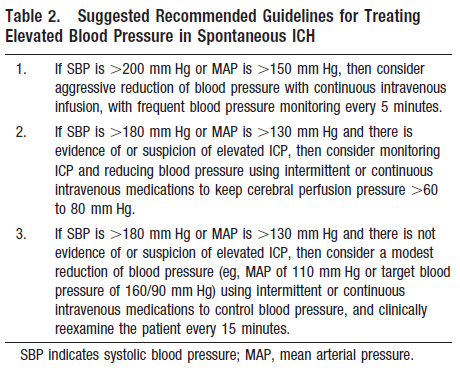 Table 2. Suggested Recommended Guidelines for Treating
Elevated Blood Pressure in Spontaneous ICH
1. If SBP is >200 mm Hg or MAP is >150 mm Hg, then consider
aggressive reduction of blood pressure with continuous intravenous
infusion, with frequent blood pressure monitoring every 5 minutes.
2. If SBP is >180 mm Hg or MAP is >130 mm Hg and there is
evidence of or suspicion of elevated ICP, then consider monitoring
ICP and reducing blood pressure using intermittent or continuous
intravenous medications to keep cerebral perfusion pressure >60
to 80 mm Hg.
3. If SBP is >180 mm Hg or MAP is >130 mm Hg and there is not
evidence of or suspicion of elevated ICP, then consider a modest
reduction of blood pressure (eg, MAP of 110 mm Hg or target blood
pressure of 160/90 mm Hg) using intermittent or continuous
intravenous medications to control blood pressure, and clinically
reexamine the patient every 15 minutes.
SBP indicates systolic blood pressure; MAP, mean arterial pressure.